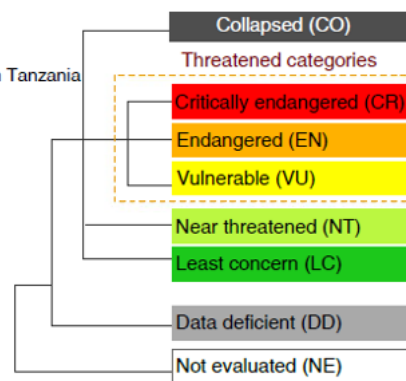 Collapsed (CO)
Threatened categories
Tanzania
Critically endangered (CR)
Endangered (EN)
Vulnerable (VU)
Near threatened (NT)
Least concern (LC)
Data deficient (DD)
Not evaluated (NE)